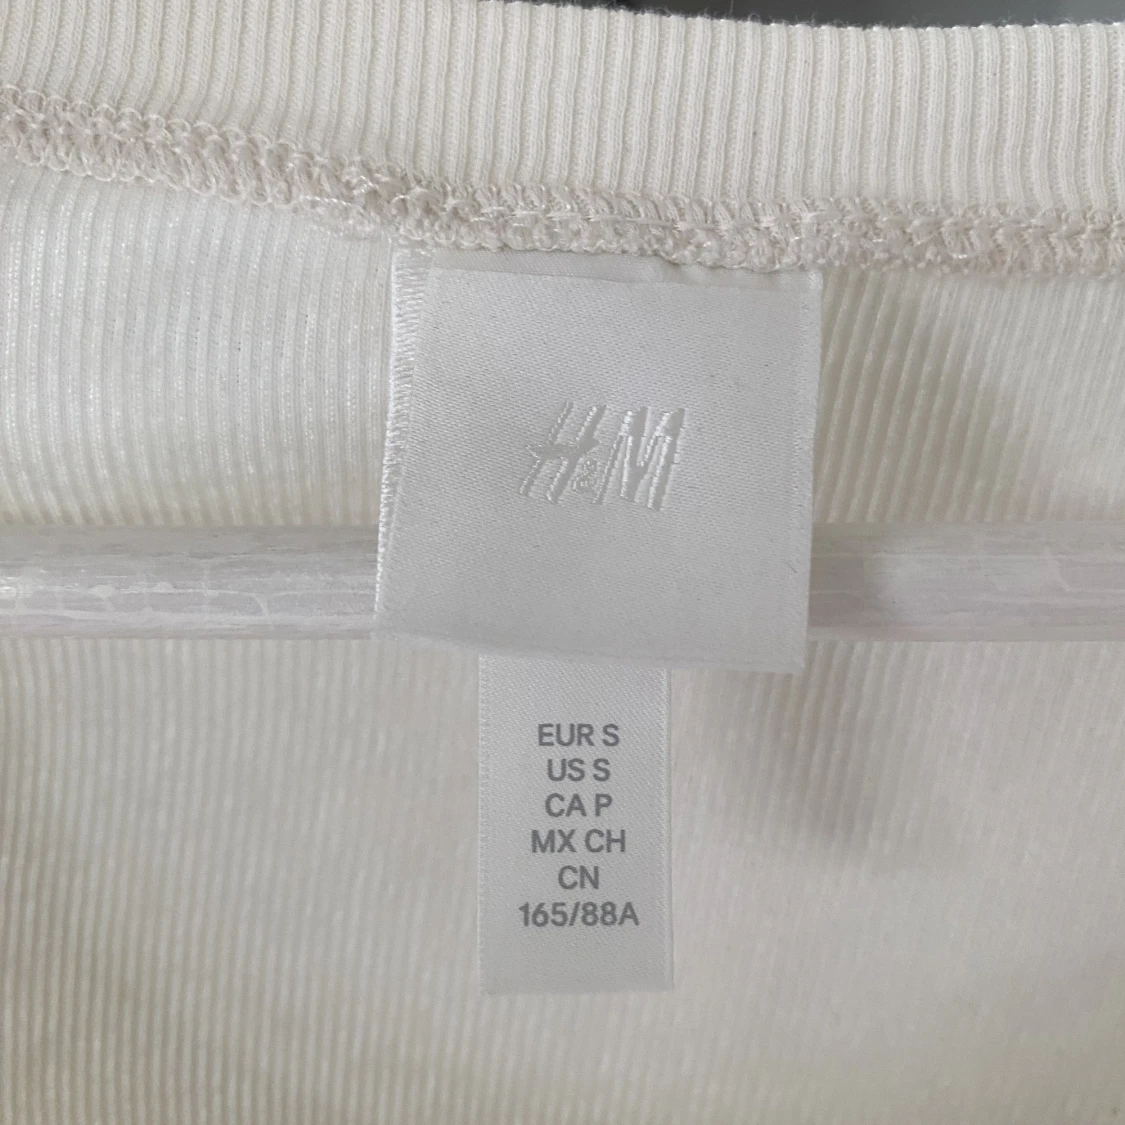 H&M
EUR S
US S
CA P
MX CH
CN
165/88A